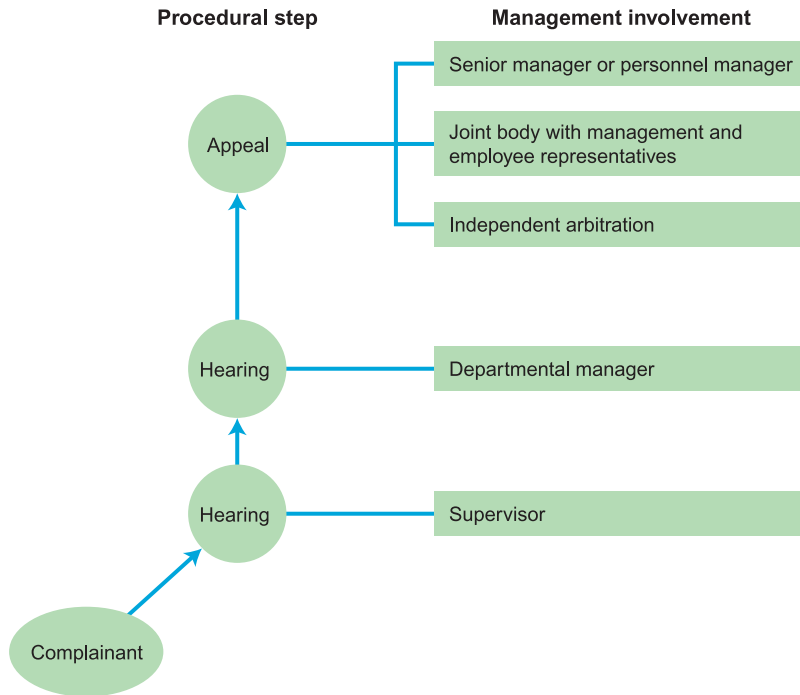 Procedural step
Management involvement
Senior manager or personnel manager
Appeal
Joint body with management and
employee representatives
Independent arbitration
Hearing
Departmental manager
Hearing
Supervisor
Complainant